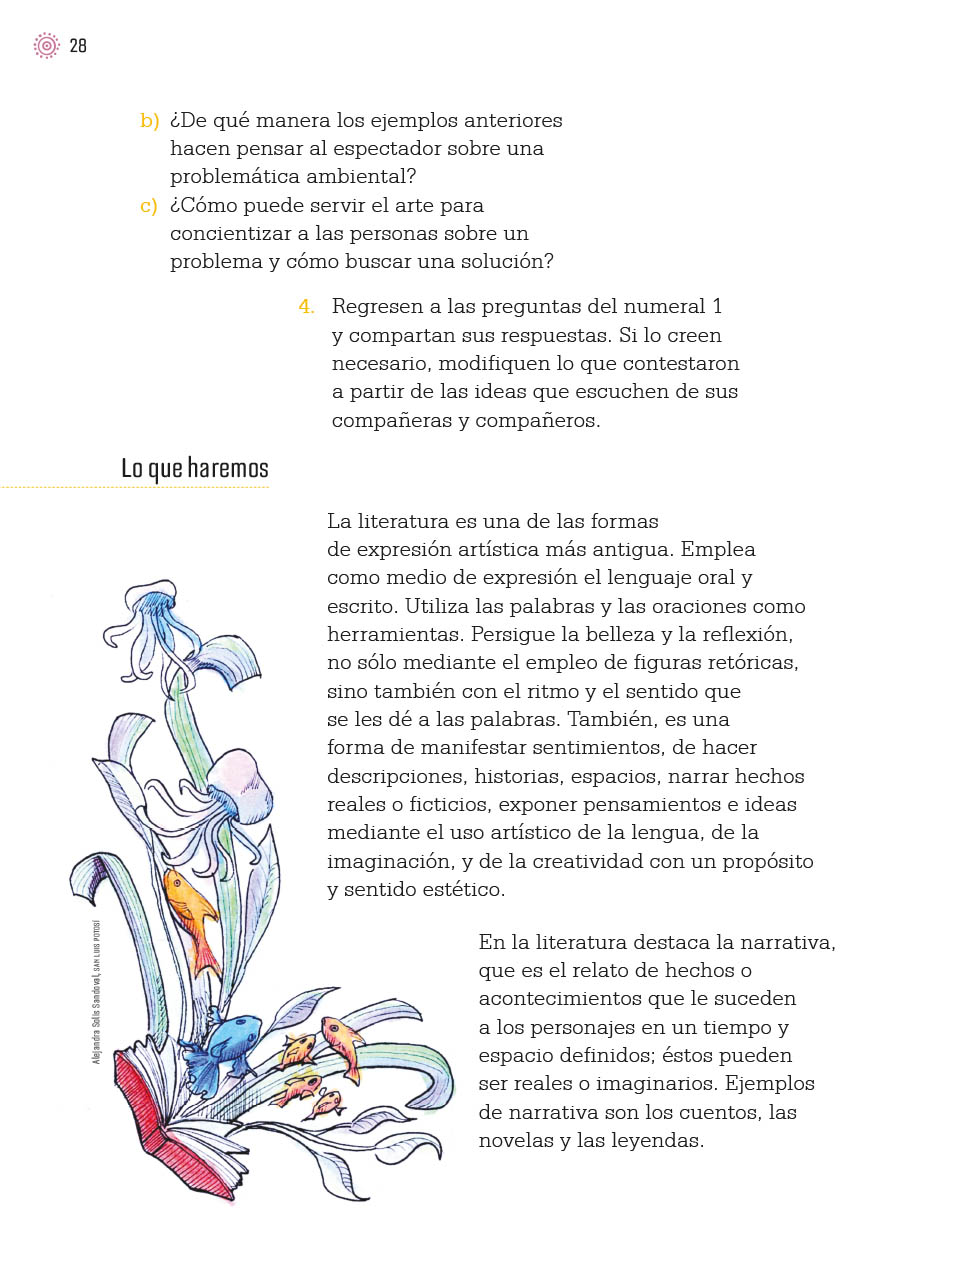 28
b) ¿De qué manera los ejemplos anteriores
hacen pensar al espectador sobre una
problemática ambiental?
c) ¿Cómo puede servir el arte para
concientizar a las personas sobre un
problema y cómo buscar una solución?
4. Regresen a las preguntas del numeral 1
y compartan sus respuestas. Si lo creen
necesario, modifiquen lo que contestaron
a partir de las ideas que escuchen de sus
compañeras y compañeros.
Lo que haremos
La literatura es una de las formas
de expresión artística más antigua. Emplea
como medio de expresión el lenguaje oral y
escrito. Utiliza las palabras y las oraciones como
herramientas. Persigue la belleza y la reflexión,
no sólo mediante el empleo de figuras retóricas,
sino también con el ritmo y el sentido que
se les dé a las palabras. También, es una
forma de manifestar sentimientos, de hacer
descripciones, historias, espacios, narrar hechos
reales o ficticios, exponer pensamientos e ideas
mediante el uso artístico de la lengua, de la
imaginación, y de la creatividad con un propósito
y sentido estético.
En la literatura destaca la narrativa,
que es el relato de hechos o
acontecimientos que le suceden
a los personajes en un tiempo y
espacio definidos; éstos pueden
ser reales o imaginarios. Ejemplos
de narrativa son los cuentos, las
novelas y las leyendas.
Alejandra Solís Sandoval, SAN LUIS POTOSÍ